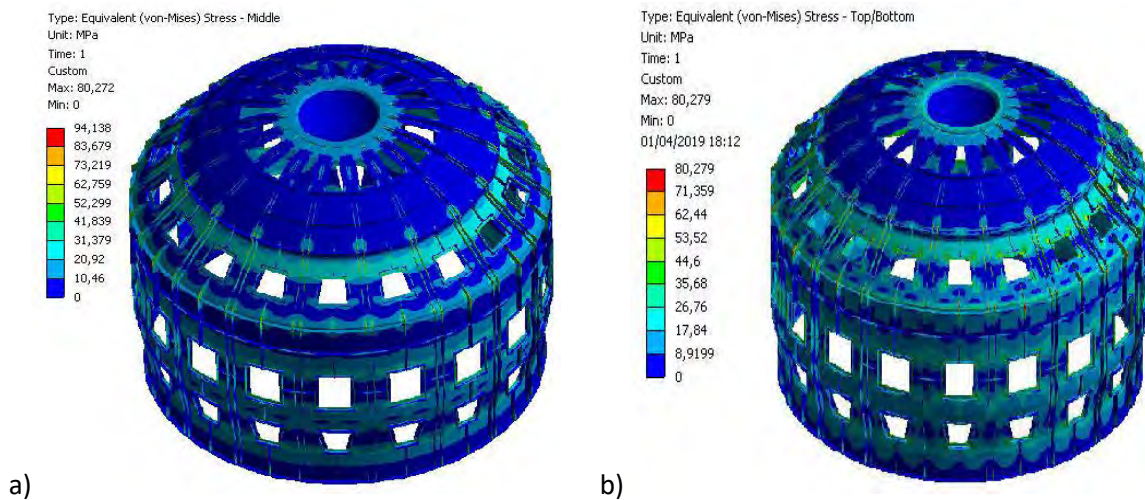 Type: Equivalent (von-Mises) Stress - Middle
Unit: MPa
Time: 1
Custom
Max: 80,272
Min: 0
94,138
83,679
73,219
62,759
52,299
41,839
31,379
20,92
10,46
0
a)
Type: Equivalent (von-Mises) Stress - Top/Bottom
Unit: MPa
Time: 1
Custom
Max: 80,279
Min: 0
01/04/2019 18:12
80,279
71,359
62,44
53,52
44,6
35,68
26,76
17,84
8,9199
0
b)